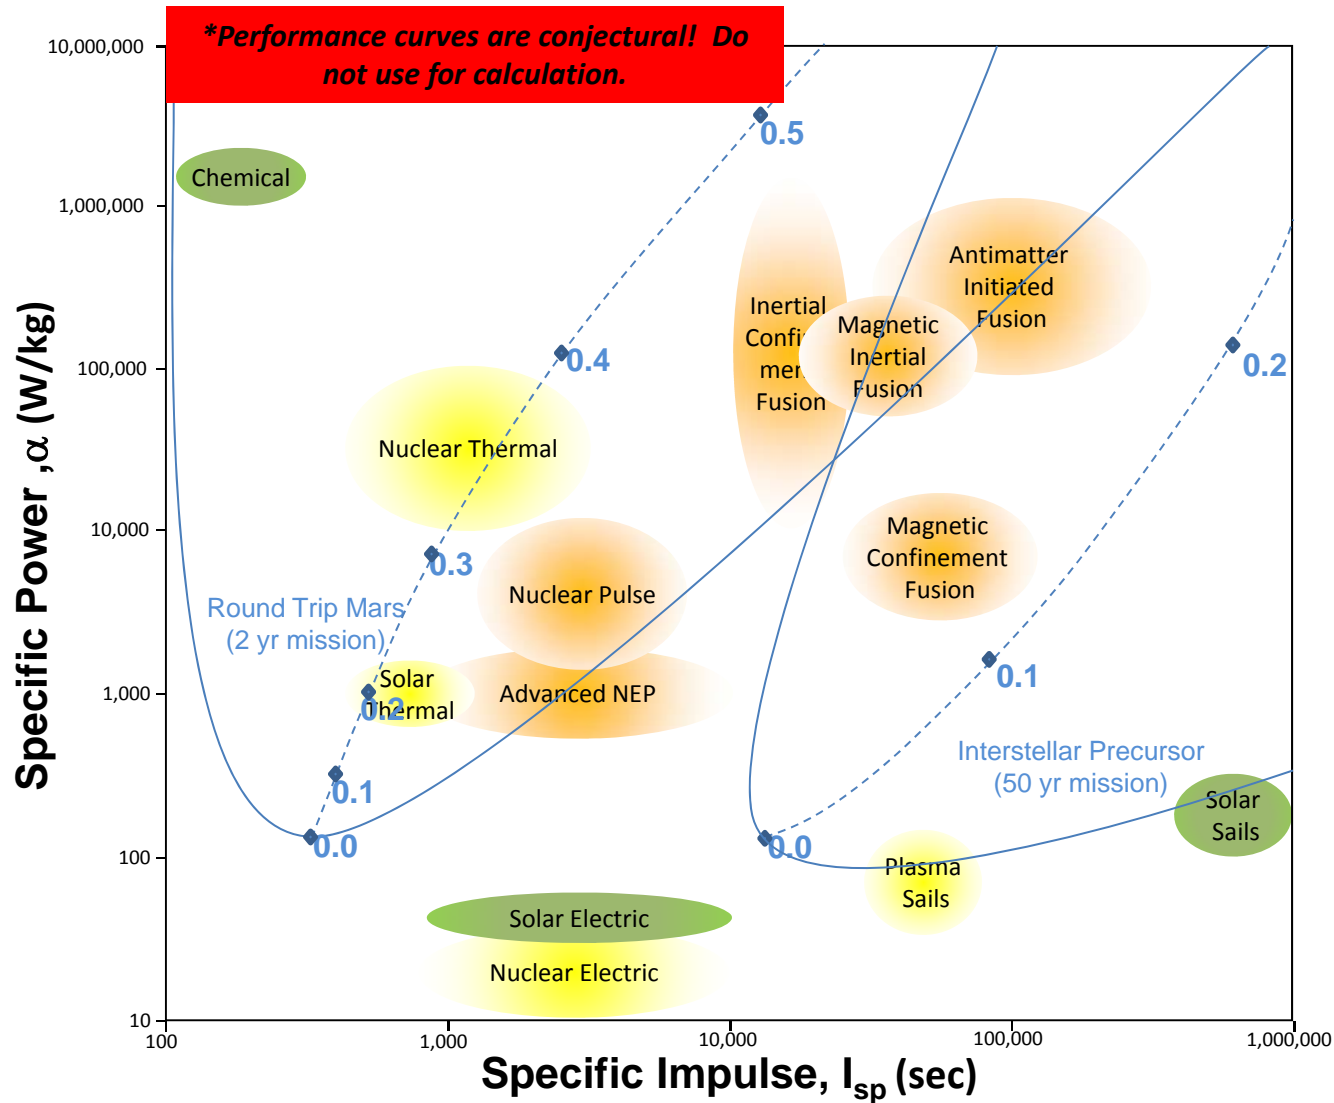 *Performance curves are conjectural!  Do
not use for calculation.
10,000,000
1,000,000
100,000
10,000
1,000
100
10
Specific Power ,α (W/kg)
Chemical
0.5
Antimatter
Initiated
Fusion
Inertial
Confine
ment
Fusion
Magnetic
Inertial
Fusion
0.4
0.2
Nuclear Thermal
0.3
Magnetic
Confinement
Fusion
Nuclear Pulse
Round Trip Mars
(2 yr mission)
Solar
Thermal
0.2
Advanced NEP
0.1
0.1
Interstellar Precursor
(50 yr mission)
Solar
Sails
0.0
0.0
Plasma
Sails
Solar Electric
Nuclear Electric
100
1,000
10,000
100,000
1,000,000
Specific Impulse, Isp (sec)